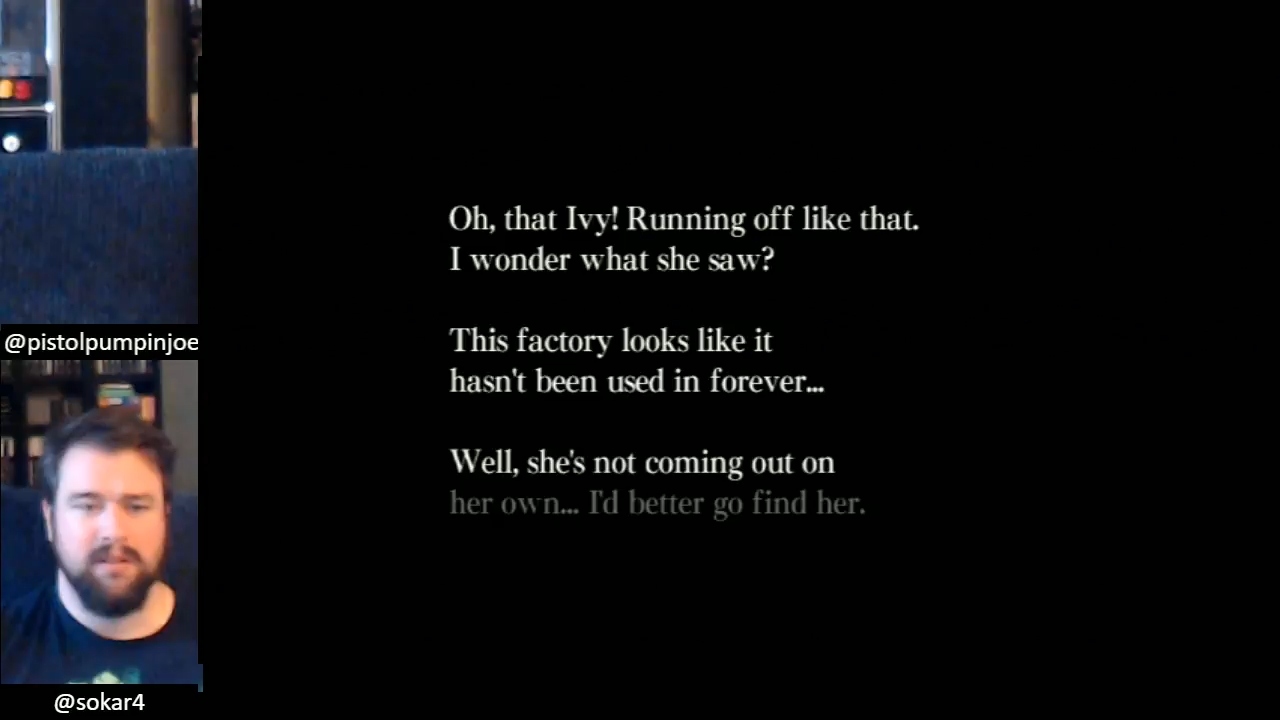 Oh, that Ivy! Running off like that.
I wonder what she saw?
This factory looks like it
hasn't been used in forever...
Well, she's not coming out on
her own... I'd better go find her.
@pistolpumpinjoe
@sokar4